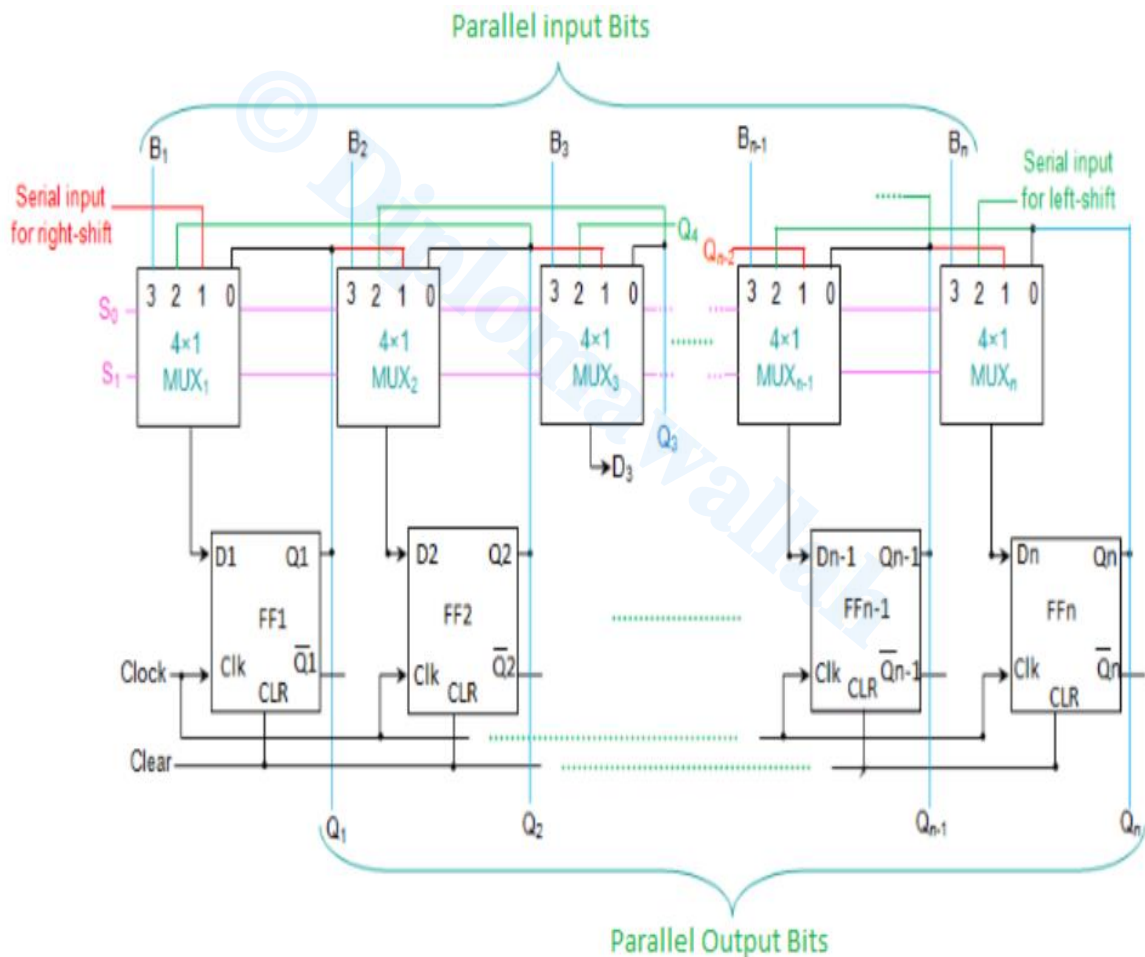 Parallel input Bits
© Diplomawallah
B₁ B₂ B₃ Bₙ₋₁ Bₙ
Serial input
for right-shift
Serial input
for left-shift
Q₄ Qₙ₋₂
3 2 1 0 3 2 1 0 3 2 1 0 3 2 1 0 3 2 1 0
S₀
4×1 4×1 4×1 4×1 4×1
S₁
MUX₁ MUX₂ MUX₃ MUXₙ₋₁ MUXₙ
Q₃
D₃
D1 Q1 D2 Q2 Dn-1 Qn-1 Dn Qn
FF1 FF2 FFn-1 FFn
Clock Clk Q̅1 Clk Q̅2 Clk Q̅n-1 Clk Q̅n
CLR CLR CLR CLR
Clear
Q₁ Q₂ Qₙ₋₁ Qₙ
Parallel Output Bits